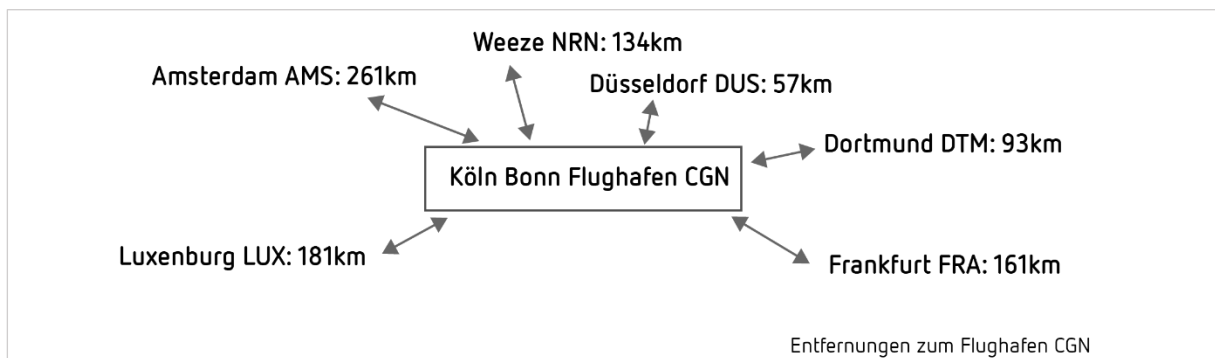 Weeze NRN: 134km
Amsterdam AMS: 261km
Düsseldorf DUS: 57km
Dortmund DTM: 93km
Köln Bonn Flughafen CGN
Luxenburg LUX: 181km
Frankfurt FRA: 161km
Entfernungen zum Flughafen CGN